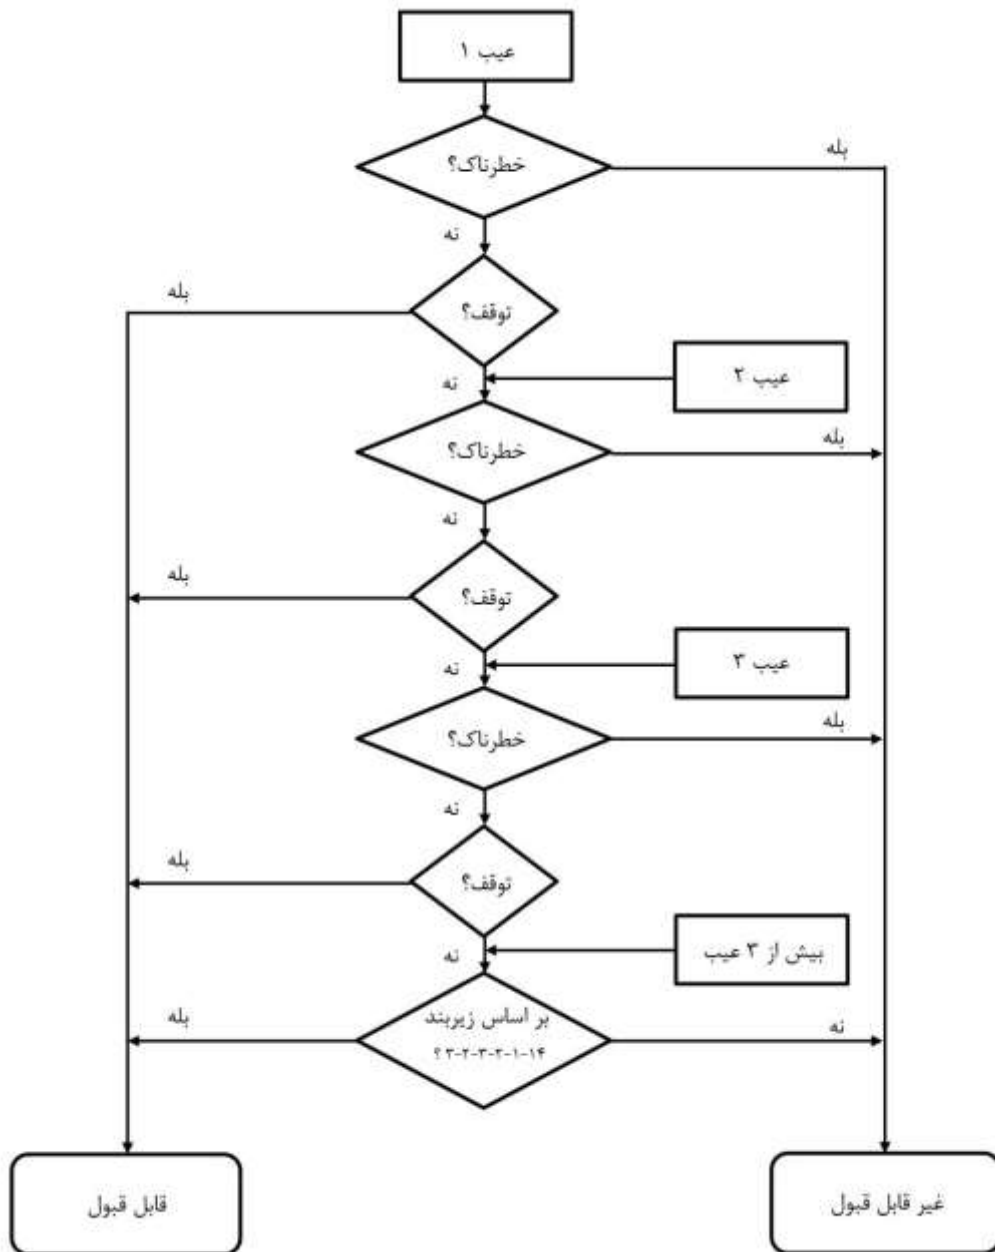 عیب ۱
خطرناک؟
بله
نه
توقف؟
بله
نه
عیب ۲
خطرناک؟
بله
نه
توقف؟
بله
نه
عیب ۳
خطرناک؟
بله
نه
توقف؟
بله
نه
بیش از ۳ عیب
بر اساس زیربند
۱۴-۱-۲-۳-۲-۳ ؟
بله
نه
قابل قبول
غیر قابل قبول